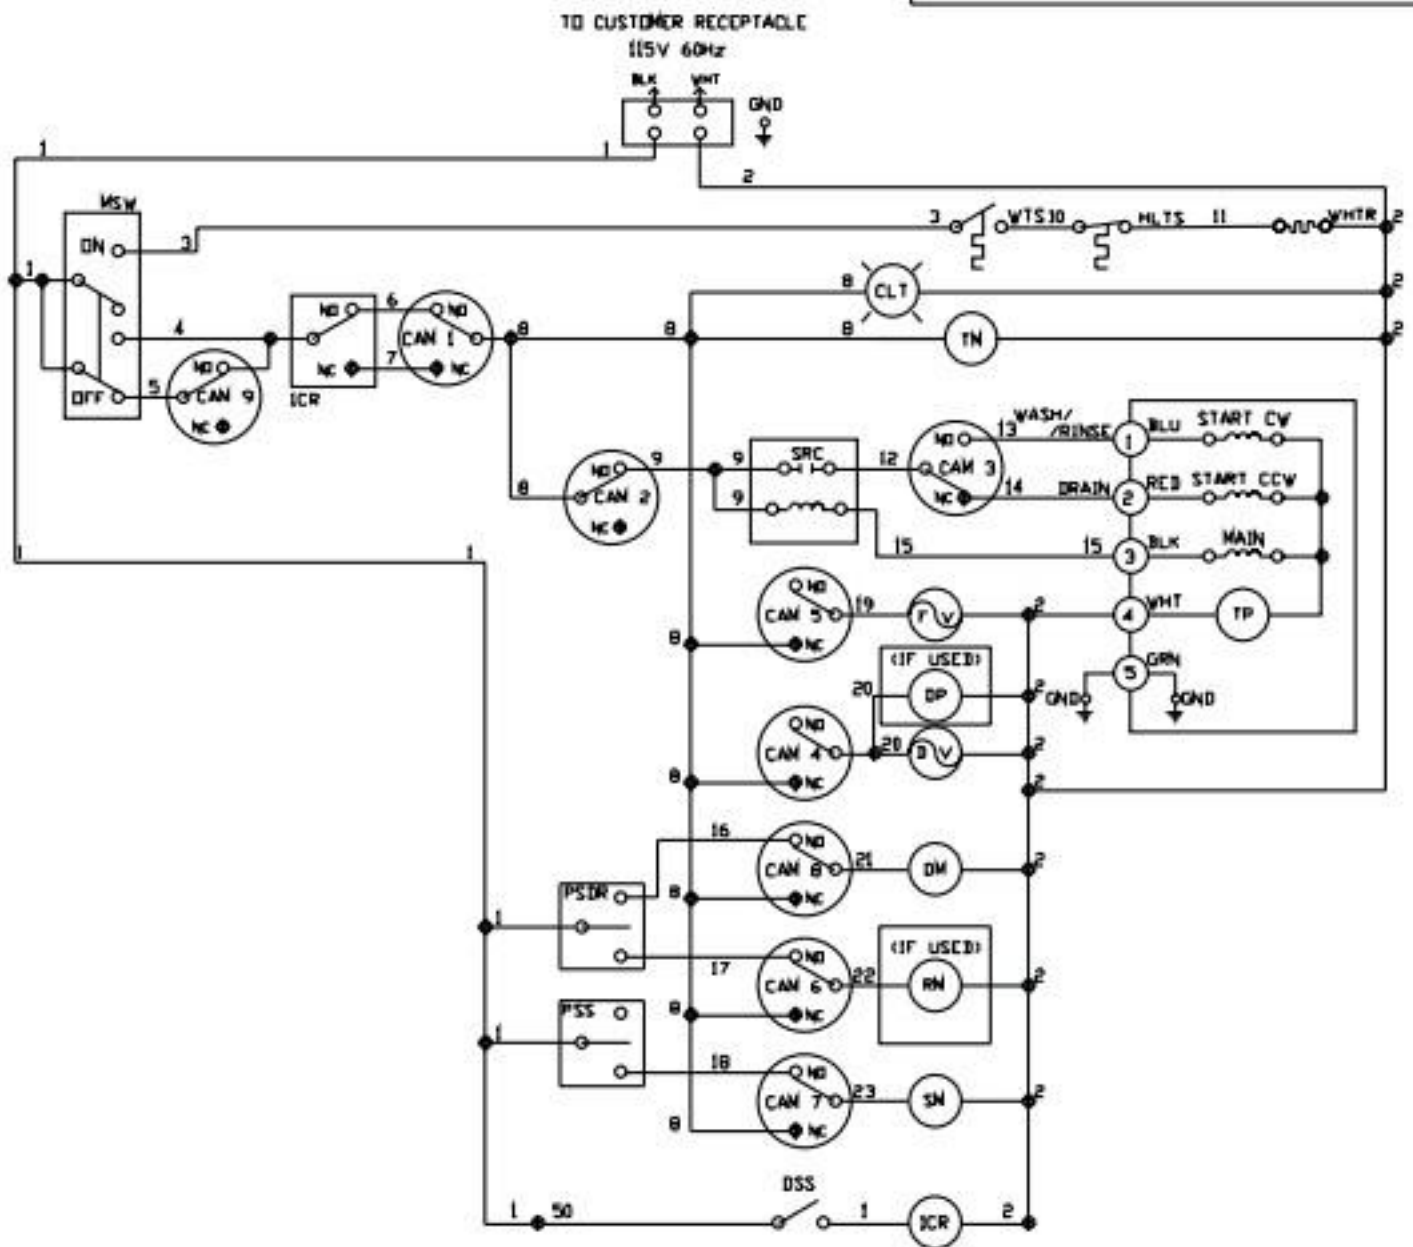 TO CUSTOMER RECEPTACLE
115V 60Hz
BLK WHT
GND
1 1
2
MSW
3 WTS 10 HLTS 11 WHTR 2
ON 3
1
8 CLT 2
NO 6 NO
4 CAM 1 8 8 8 TM 2
NO 7
5 CAM 9 NC NC
OFF ICR
NC
WASH/
13 /RINSE 1 BLU START CW
NO 9 9 SRC 12 NO
CAM 3
8 CAM 2 9 NC 14 DRAIN 2 RED START CCW
NC
1 1 15 15 3 BLK MAIN
NO
CAM 5 19 F V 2 4 WHT TP
8 NC
(IF USED) 5 GRN
20 DP 2 GND GND
NO
CAM 4 20 D V 2
8 NC 2
16 NO
CAM 8 21 DM 2
PSDR 8 NC
1
17 NO (IF USED)
CAM 6 22 RM 2
PSS 8 NC
1
18 NO
CAM 7 23 SM 2
8 NC
DSS
1 50 1 ICR 2